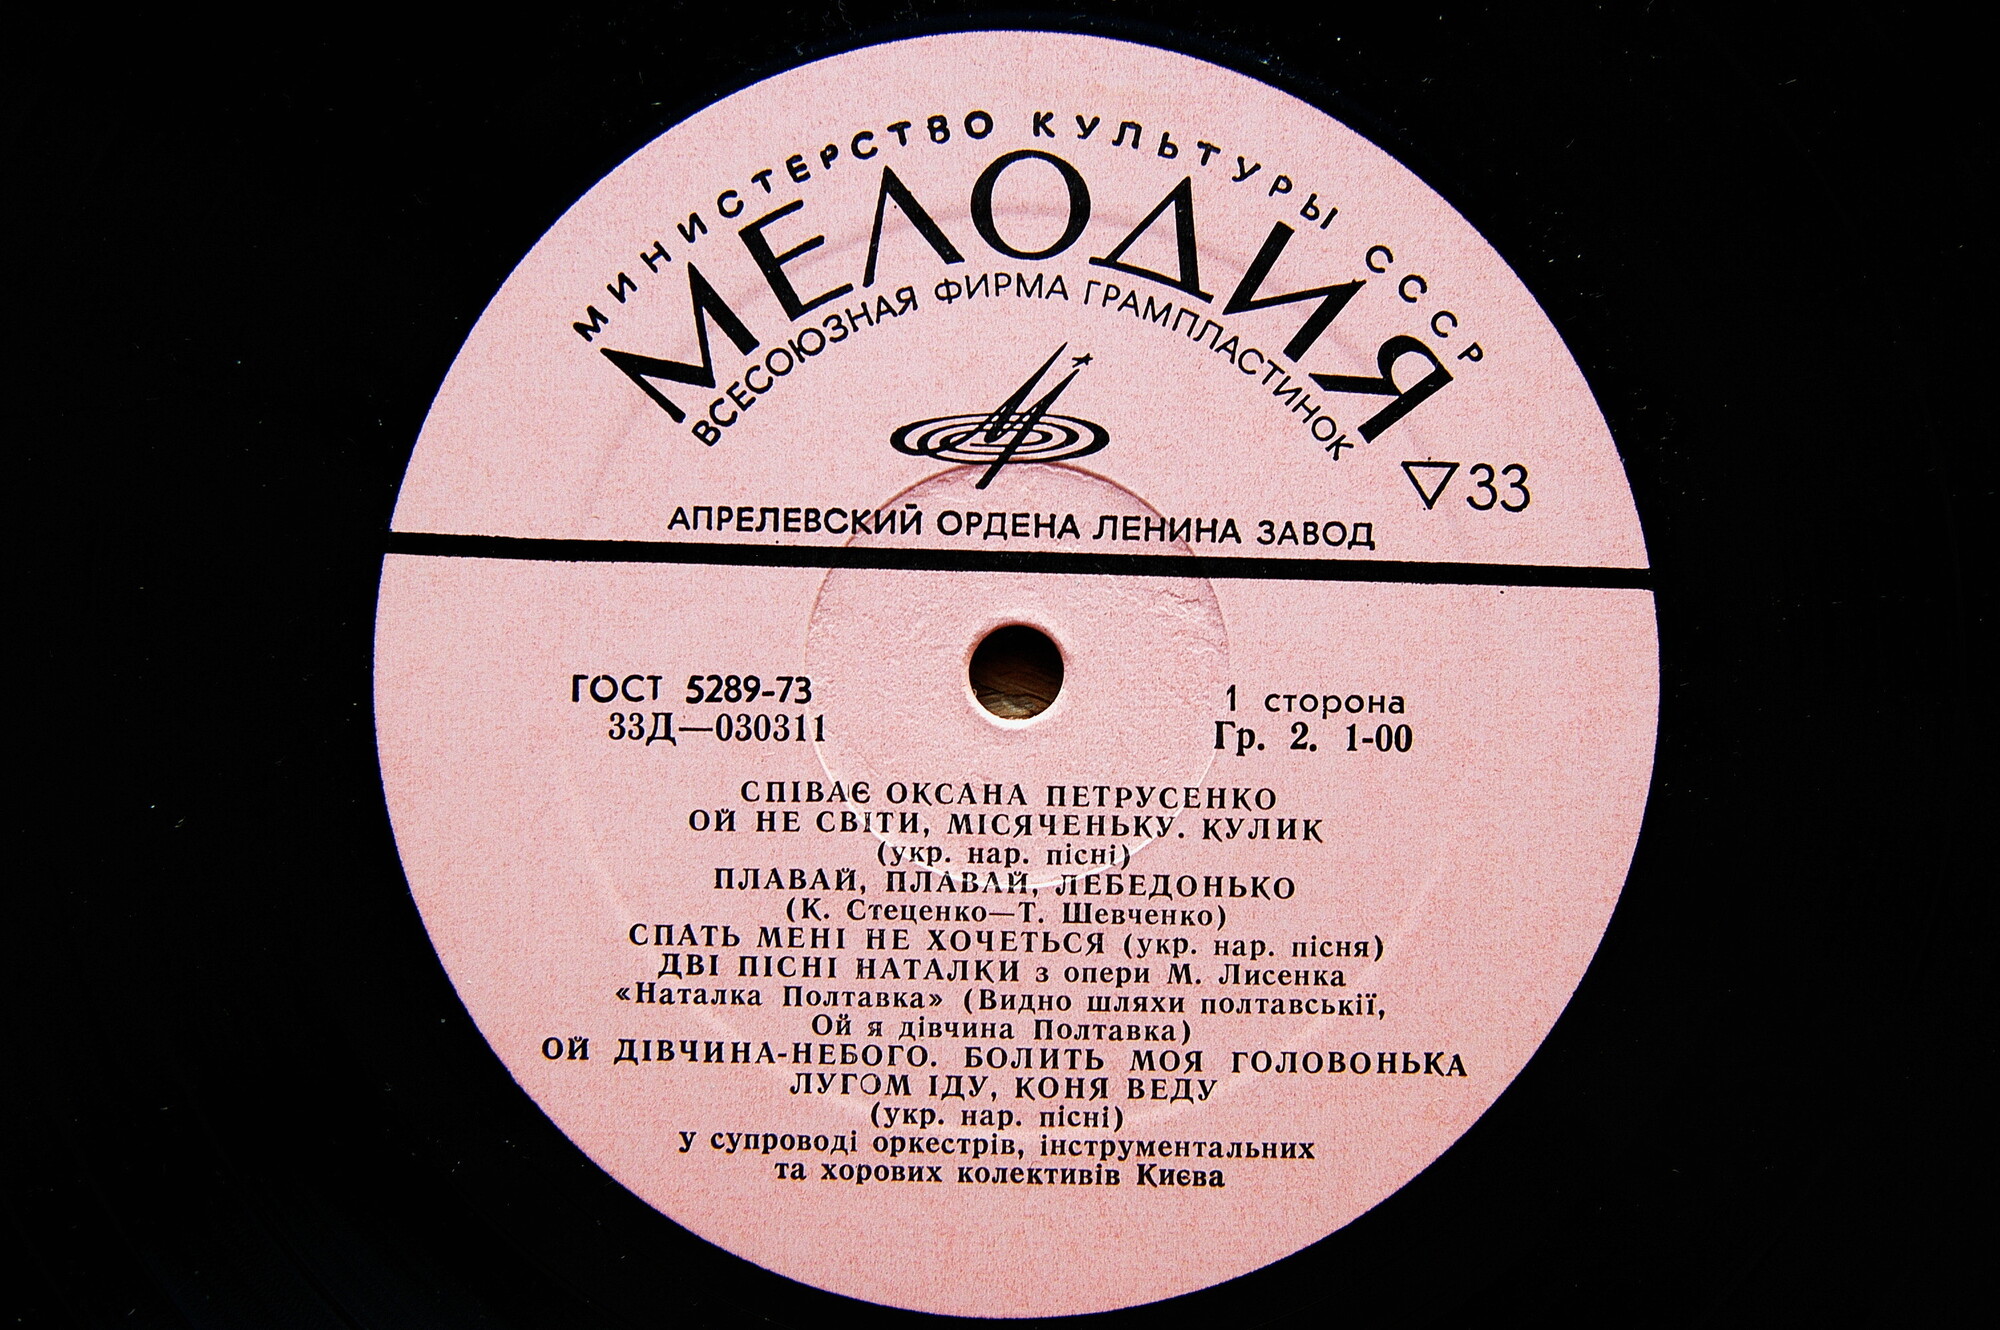 МИНИСТЕРСТВО КУЛЬТУРЫ СССР
МЕЛОДИЯ
ВСЕСОЮЗНАЯ ФИРМА ГРАМПЛАСТИНОК
▽33
АПРЕЛЕВСКИЙ ОРДЕНА ЛЕНИНА ЗАВОД
ГОСТ 5289-73
33Д—030311
1 сторона
Гр. 2. 1-00
СПІВАЄ ОКСАНА ПЕТРУСЕНКО
ОЙ НЕ СВІТИ, МІСЯЧЕНЬКУ. КУЛИК
(укр. нар. пісні)
ПЛАВАЙ, ПЛАВАЙ, ЛЕБЕДОНЬКО
(К. Стеценко—Т. Шевченко)
СПАТЬ МЕНІ НЕ ХОЧЕТЬСЯ (укр. нар. пісня)
ДВІ ПІСНІ НАТАЛКИ з опери М. Лисенка
«Наталка Полтавка» (Видно шляхи полтавськії,
Ой я дівчина Полтавка)
ОЙ ДІВЧИНА-НЕБОГО. БОЛИТЬ МОЯ ГОЛОВОНЬКА
ЛУГОМ ІДУ, КОНЯ ВЕДУ
(укр. нар. пісні)
у супроводі оркестрів, інструментальних
та хорових колективів Києва